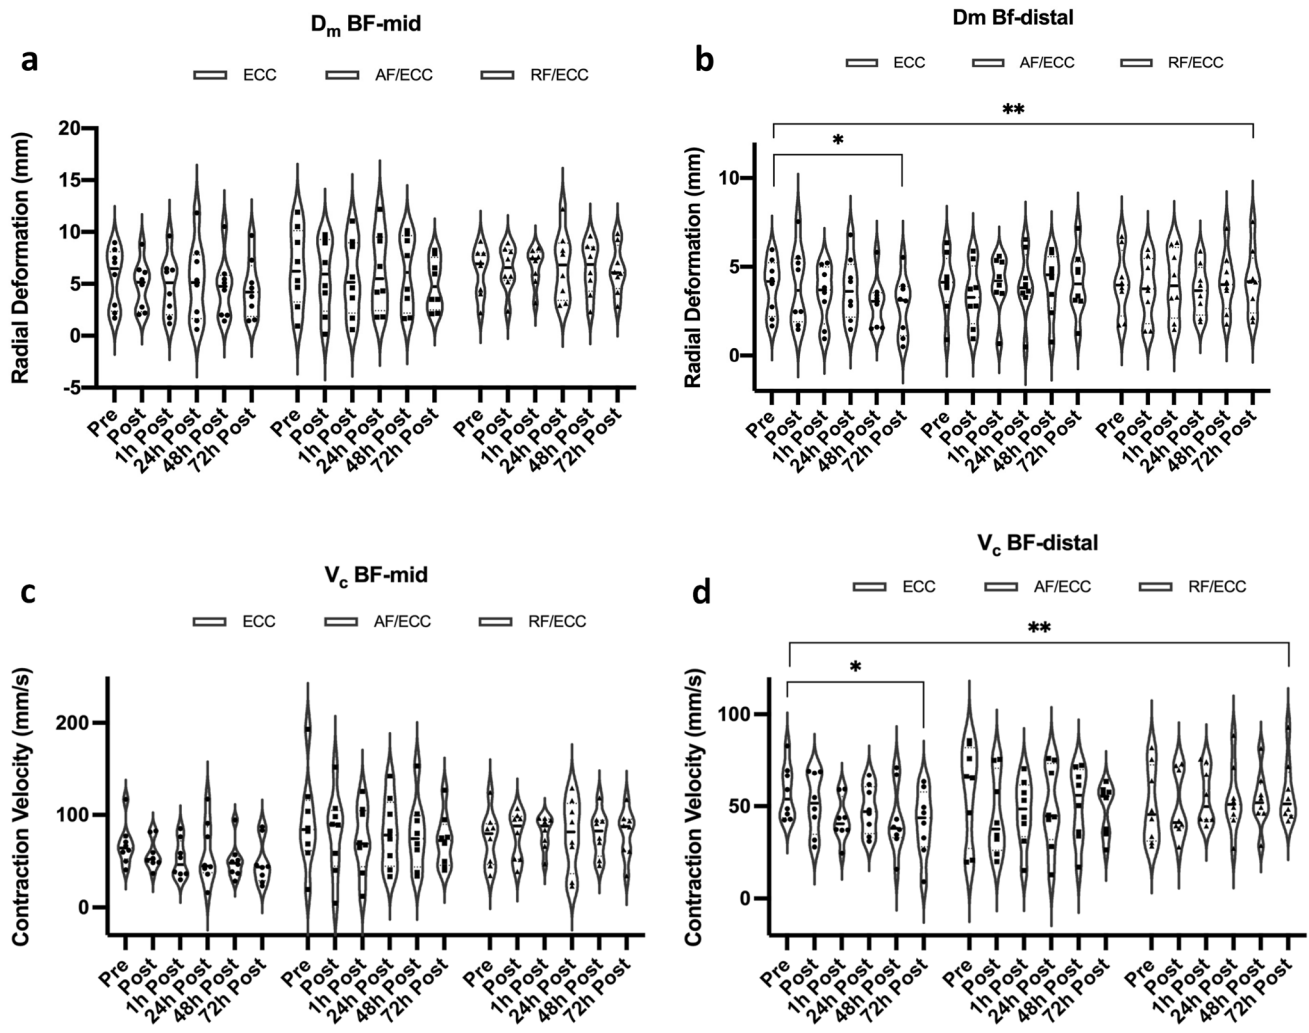 a
D_m BF-mid
ECC AF/ECC RF/ECC
Radial Deformation (mm)
20
15
10
5
0
-5
Pre Post 1h Post 24h Post 48h Post 72h Post Pre Post 1h Post 24h Post 48h Post 72h Post Pre Post 1h Post 24h Post 48h Post 72h Post
b
Dm Bf-distal
ECC AF/ECC RF/ECC
**
*
Radial Deformation (mm)
10
5
0
Pre Post 1h Post 24h Post 48h Post 72h Post Pre Post 1h Post 24h Post 48h Post 72h Post Pre Post 1h Post 24h Post 48h Post 72h Post
c
V_c BF-mid
ECC AF/ECC RF/ECC
Contraction Velocity (mm/s)
200
100
0
Pre Post 1h Post 24h Post 48h Post 72h Post Pre Post 1h Post 24h Post 48h Post 72h Post Pre Post 1h Post 24h Post 48h Post 72h Post
d
V_c BF-distal
ECC AF/ECC RF/ECC
**
*
Contraction Velocity (mm/s)
100
50
0
Pre Post 1h Post 24h Post 48h Post 72h Post Pre Post 1h Post 24h Post 48h Post 72h Post Pre Post 1h Post 24h Post 48h Post 72h Post